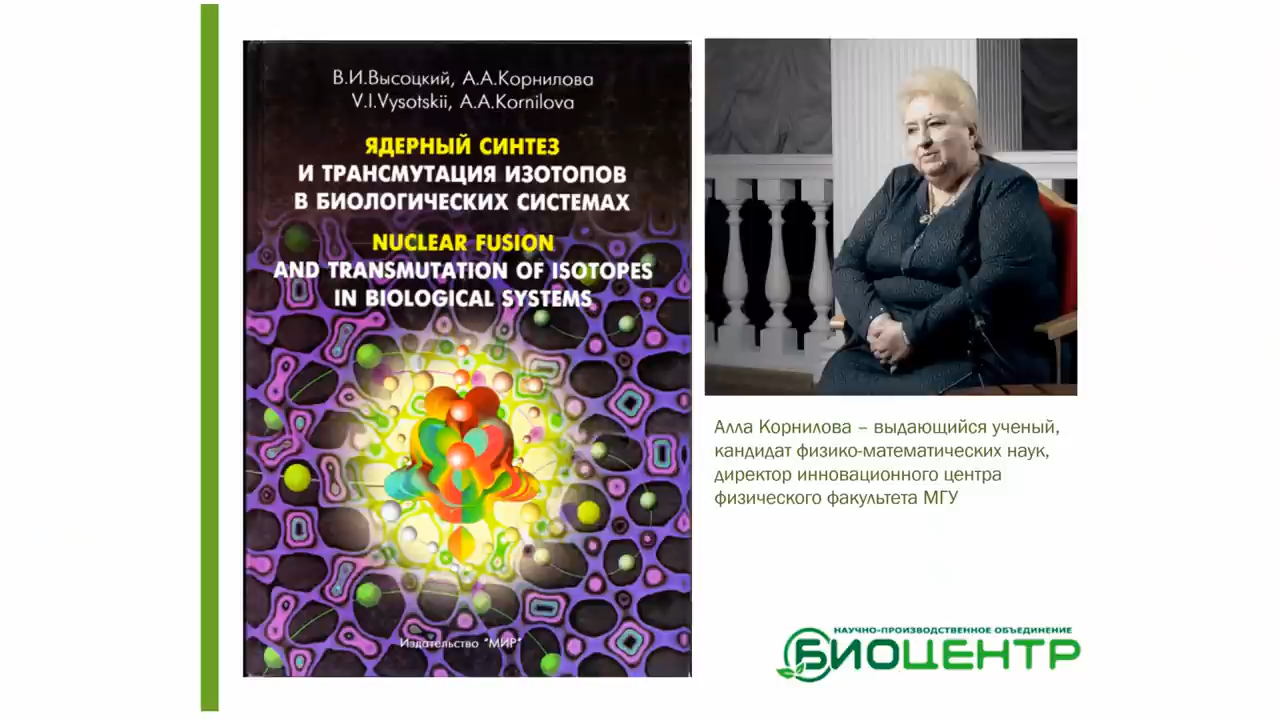 В.И.Высоцкий, А.А.Корнилова
V.I.Vysotskii, A.A.Kornilova
ЯДЕРНЫЙ СИНТЕЗ
И ТРАНСМУТАЦИЯ ИЗОТОПОВ
В БИОЛОГИЧЕСКИХ СИСТЕМАХ
NUCLEAR FUSION
AND TRANSMUTATION OF ISOTOPES
IN BIOLOGICAL SYSTEMS
Издательство "МИР"
Алла Корнилова – выдающийся ученый,
кандидат физико-математических наук,
директор инновационного центра
физического факультета МГУ
НАУЧНО-ПРОИЗВОДСТВЕННОЕ ОБЪЕДИНЕНИЕ
БИОЦЕНТР